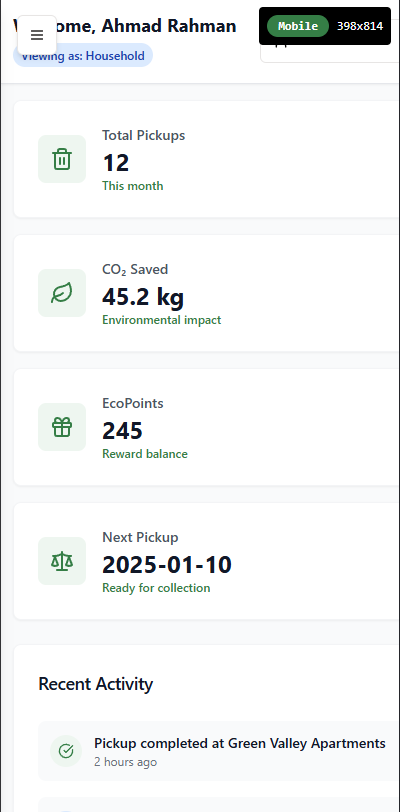 ome, Ahmad Rahman
Mobile 398x814
Viewing as: Household
Total Pickups
12
This month
CO₂ Saved
45.2 kg
Environmental impact
EcoPoints
245
Reward balance
Next Pickup
2025-01-10
Ready for collection
Recent Activity
Pickup completed at Green Valley Apartments
2 hours ago